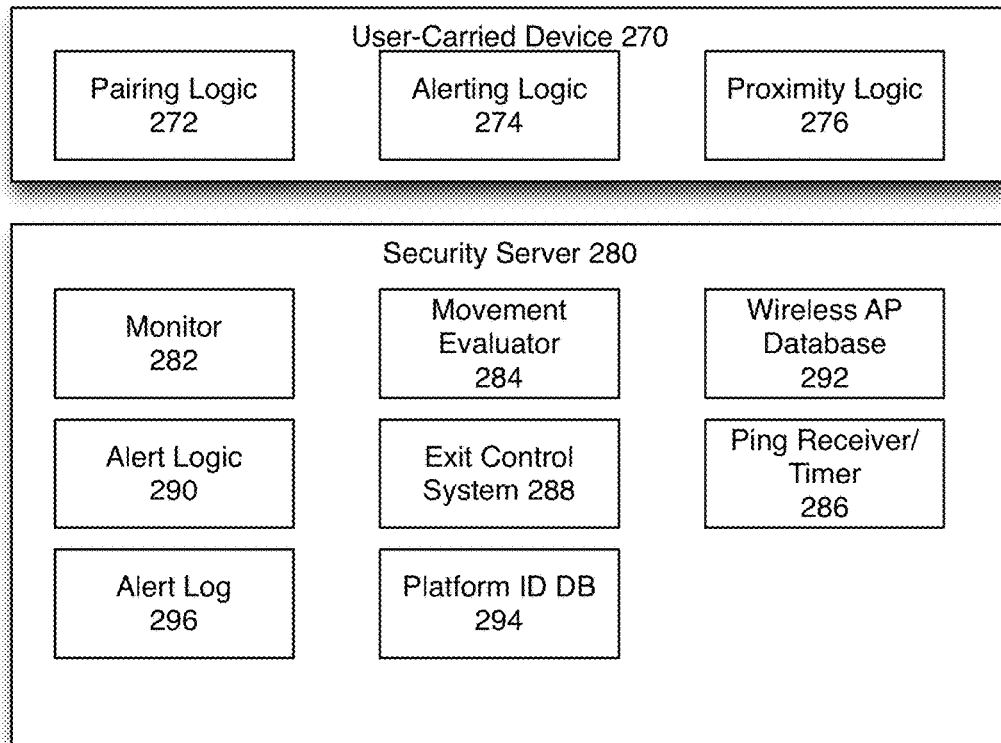 User-Carried Device 270
Pairing Logic
272
Alerting Logic
274
Proximity Logic
276
Security Server 280
Monitor
282
Movement
Evaluator
284
Wireless AP
Database
292
Alert Logic
290
Exit Control
System 288
Ping Receiver/
Timer
286
Alert Log
296
Platform ID DB
294